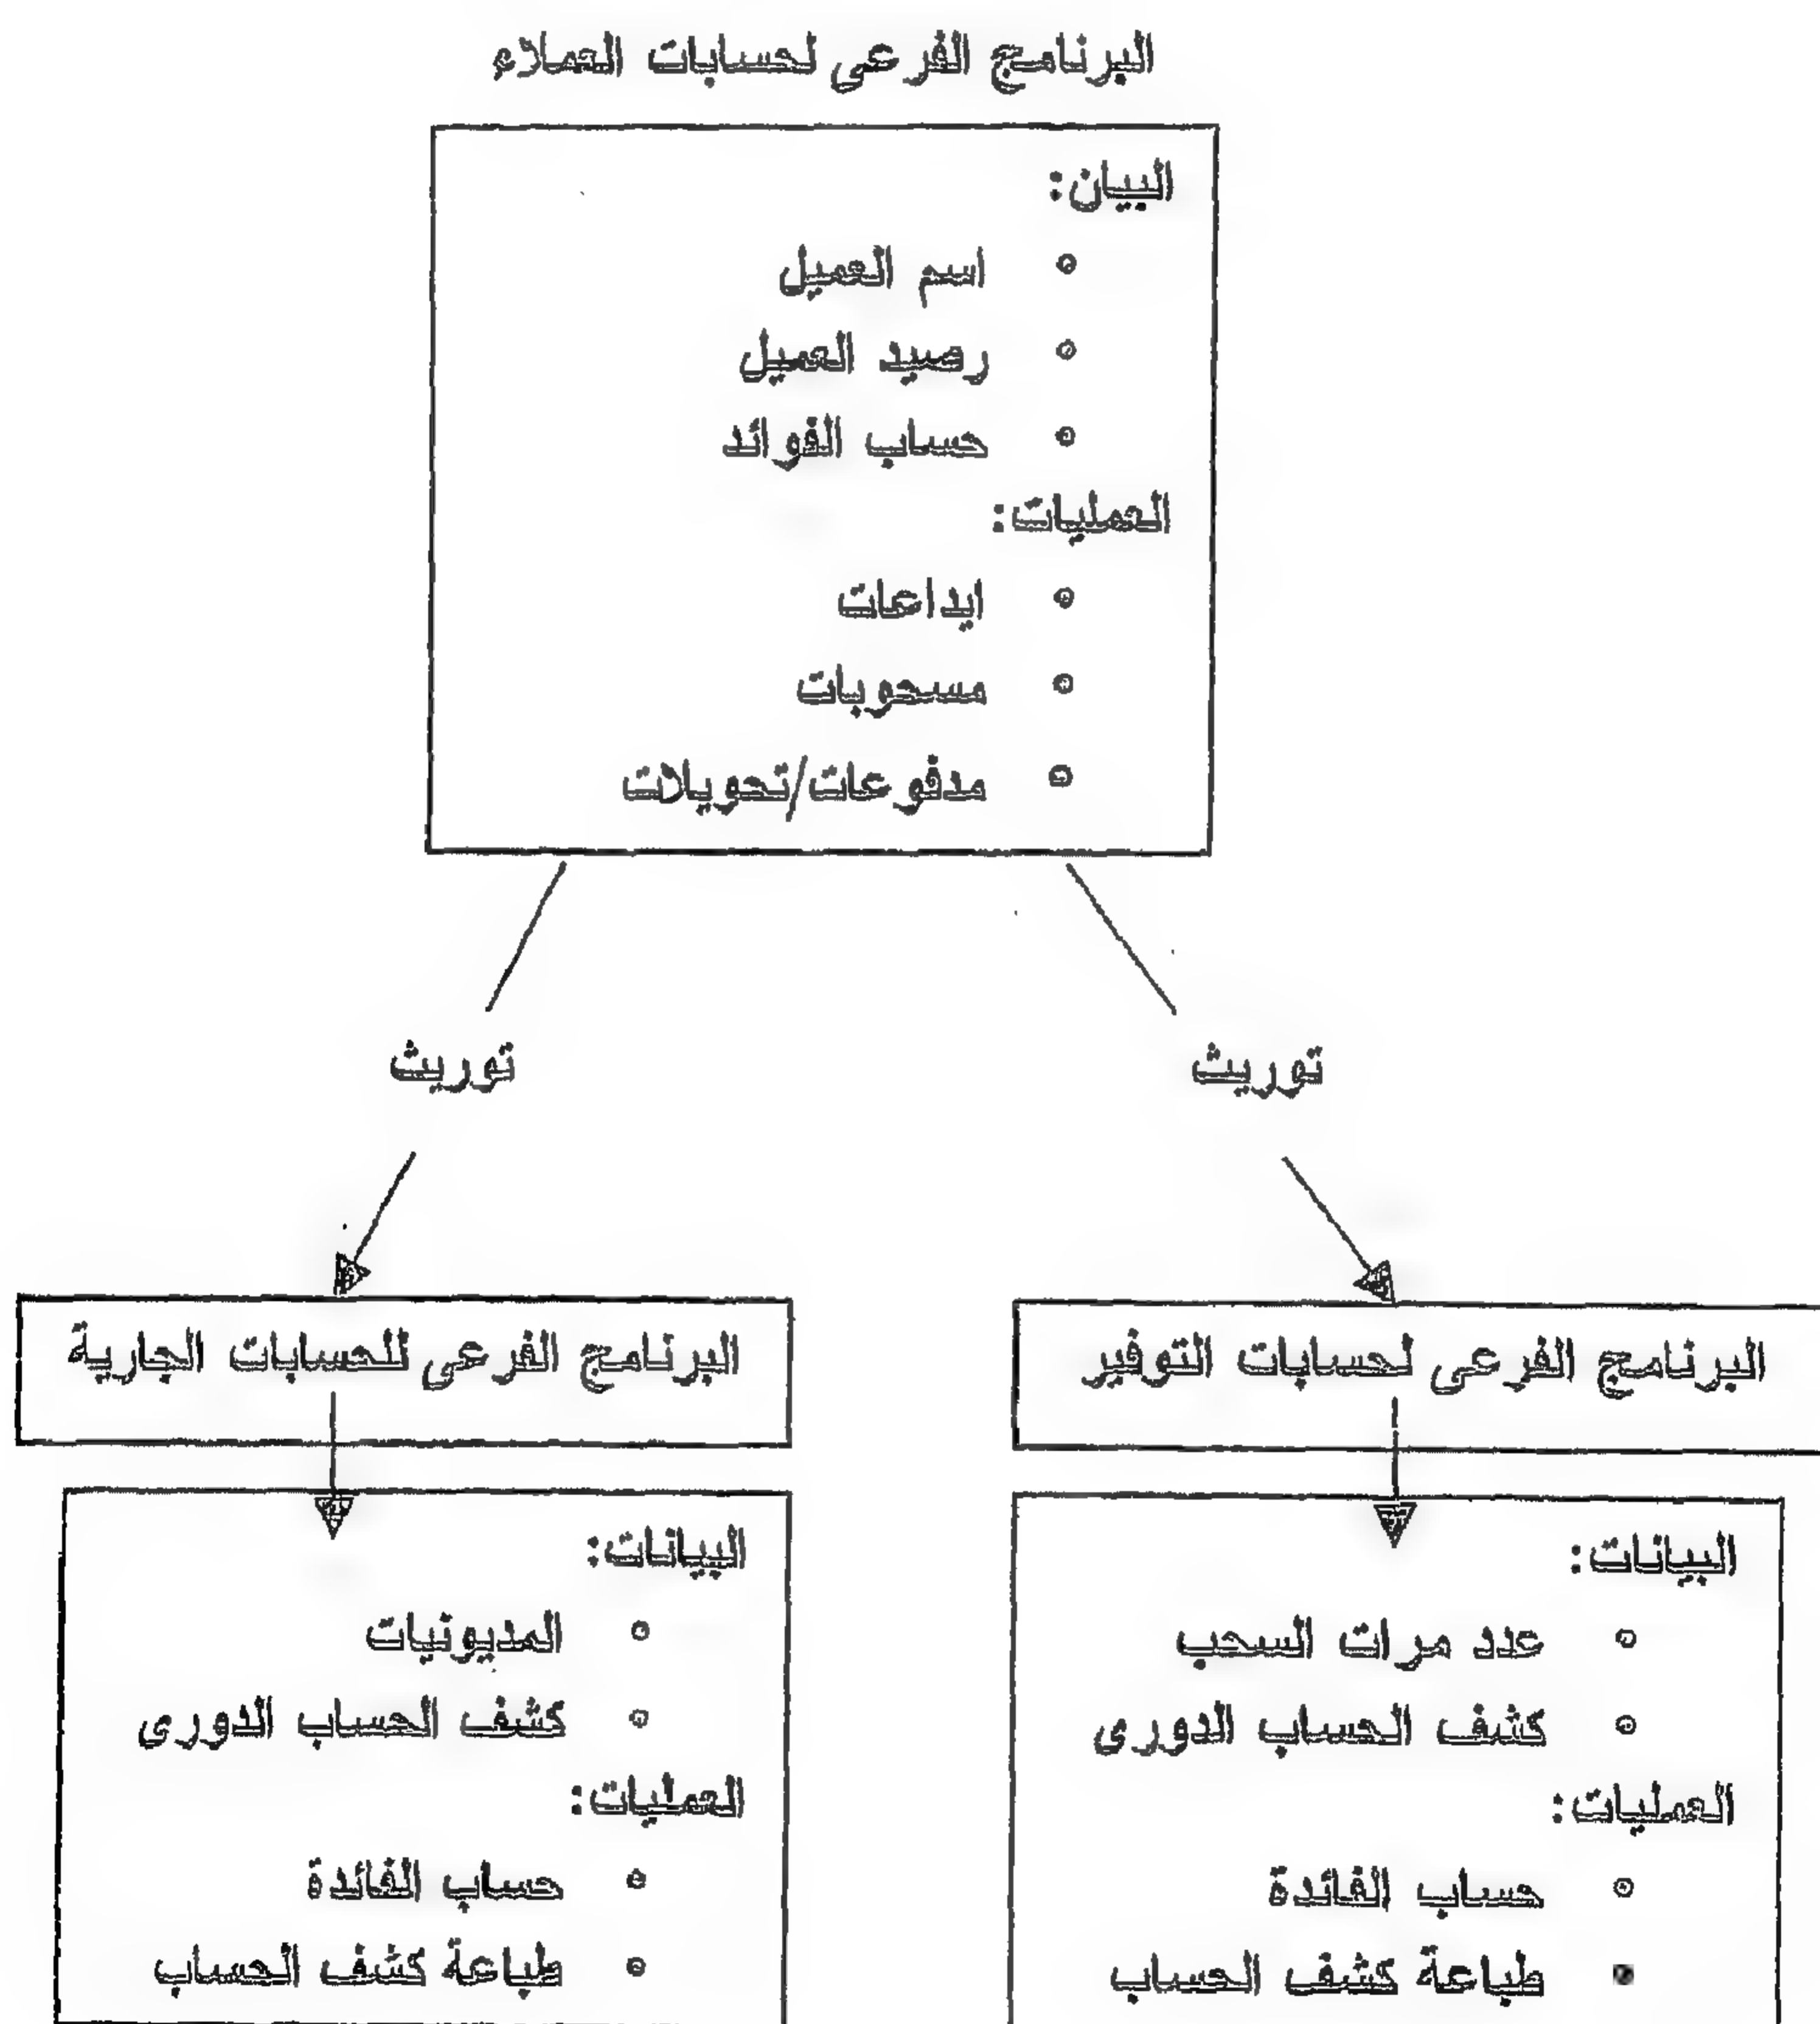 البرنامج الفرعى لحسابات العملاء
البيان:
• اسم العميل
• رصيد العميل
• حساب الفوائد
العمليات:
• ايداعات
• مسحوبات
• مدفوعات/تحويلات
توريث
توريث
البرنامج الفرعى لحسابات التوفير
البيانات:
• عدد مرات السحب
• كشف الحساب الدورى
العمليات:
• حساب الفائدة
▪ طباعة كشف الحساب
البرنامج الفرعى للحسابات الجارية
البيانات:
• المديونيات
• كشف الحساب الدورى
العمليات:
• حساب الفائدة
• طباعة كشف الحساب